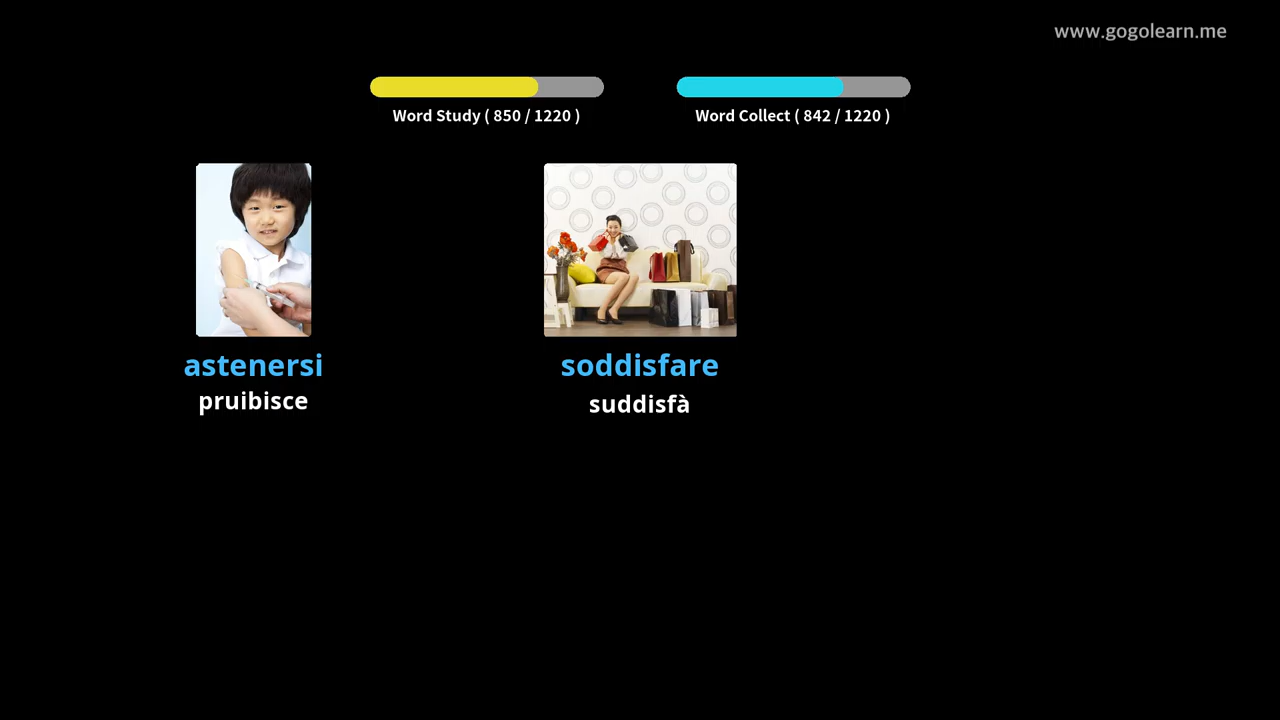 www.gogolearn.me
Word Study ( 850 / 1220 )
Word Collect ( 842 / 1220 )
astenersi
pruibisce
soddisfare
suddisfà